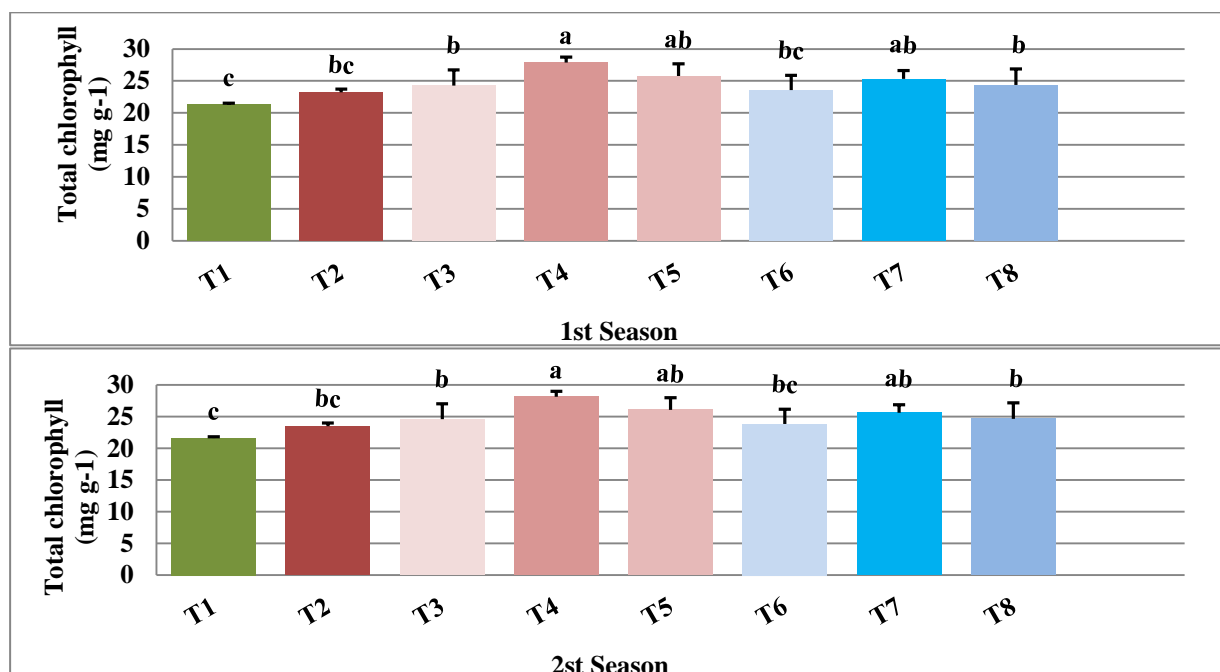 Total chlorophyll
(mg g-1)
30
25
20
15
10
5
0
c
bc
b
a
ab
bc
ab
b
T1
T2
T3
T4
T5
T6
T7
T8
1st Season
Total chlorophyll
(mg g-1)
30
25
20
15
10
5
0
c
bc
b
a
ab
bc
ab
b
T1
T2
T3
T4
T5
T6
T7
T8
2st Season